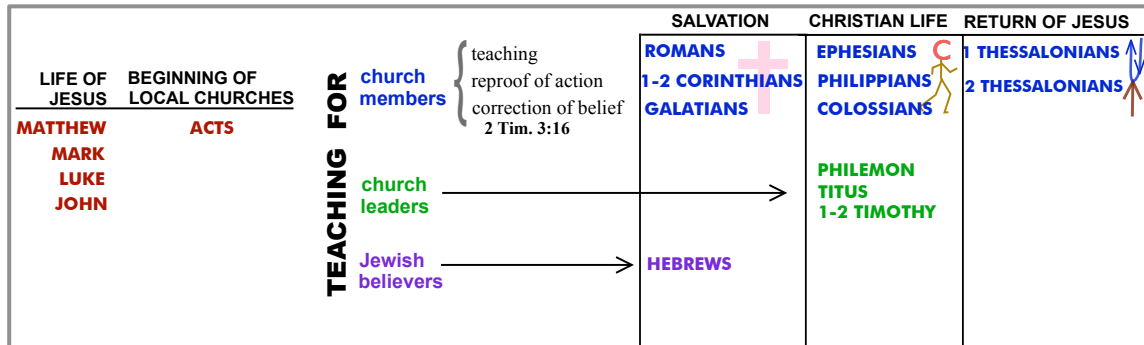 SALVATION
CHRISTIAN LIFE
RETURN OF JESUS
LIFE OF
JESUS
BEGINNING OF
LOCAL CHURCHES
MATTHEW
MARK
LUKE
JOHN
ACTS
TEACHING FOR
church
members
teaching
reproof of action
correction of belief
2 Tim. 3:16
ROMANS
1-2 CORINTHIANS
GALATIANS
EPHESIANS
PHILIPPIANS
COLOSSIANS
C
1 THESSALONIANS
2 THESSALONIANS
church
leaders
PHILEMON
TITUS
1-2 TIMOTHY
Jewish
believers
HEBREWS